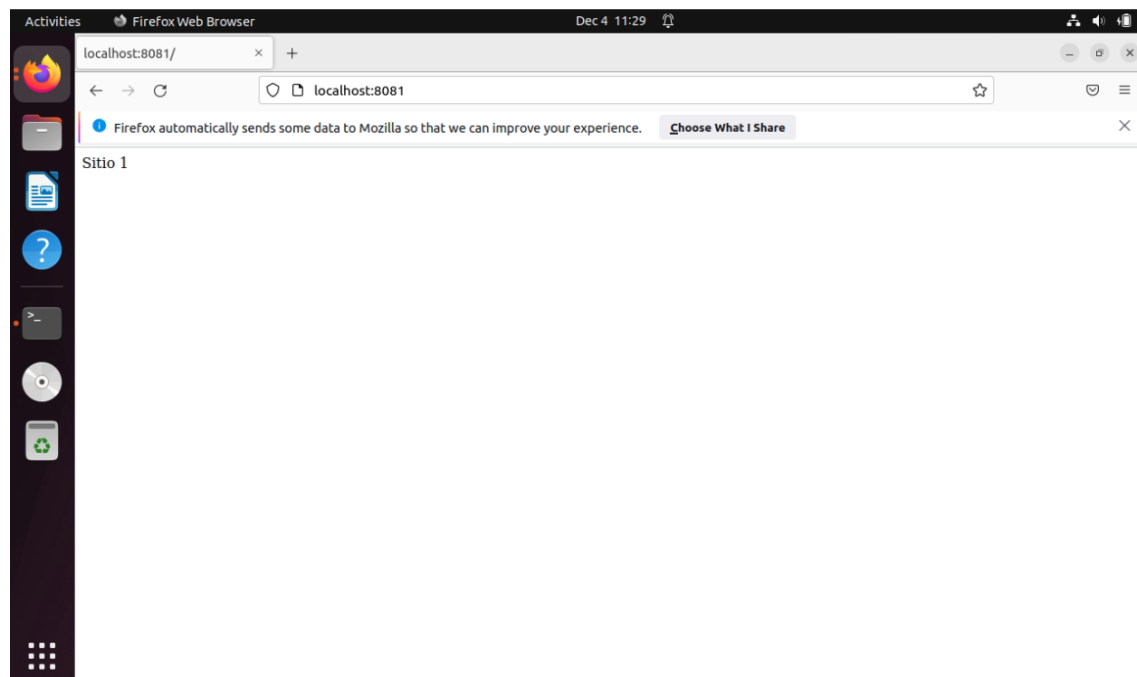 Activities Firefox Web Browser Dec 4 11:29
localhost:8081/
localhost:8081
Firefox automatically sends some data to Mozilla so that we can improve your experience. Choose What I Share
Sitio 1